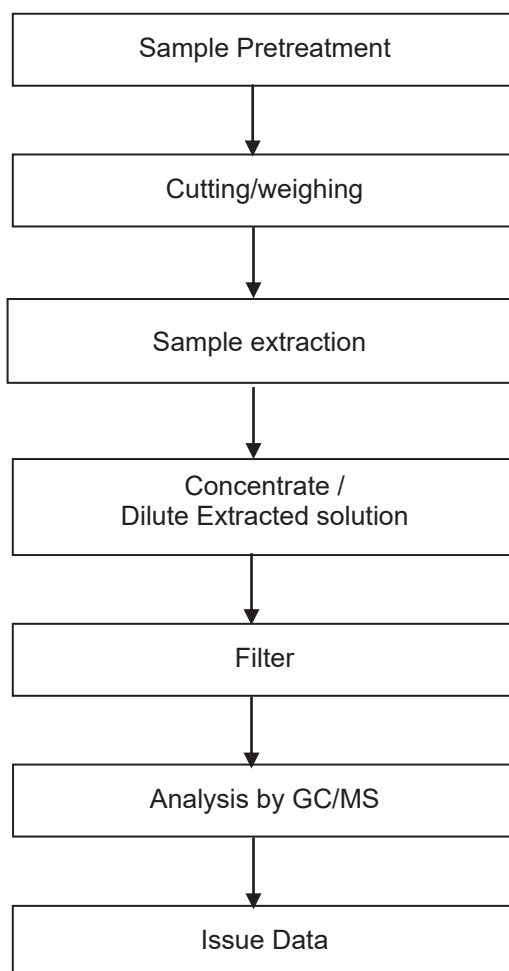 Sample Pretreatment
Cutting/weighing
Sample extraction
Concentrate /
Dilute Extracted solution
Filter
Analysis by GC/MS
Issue Data